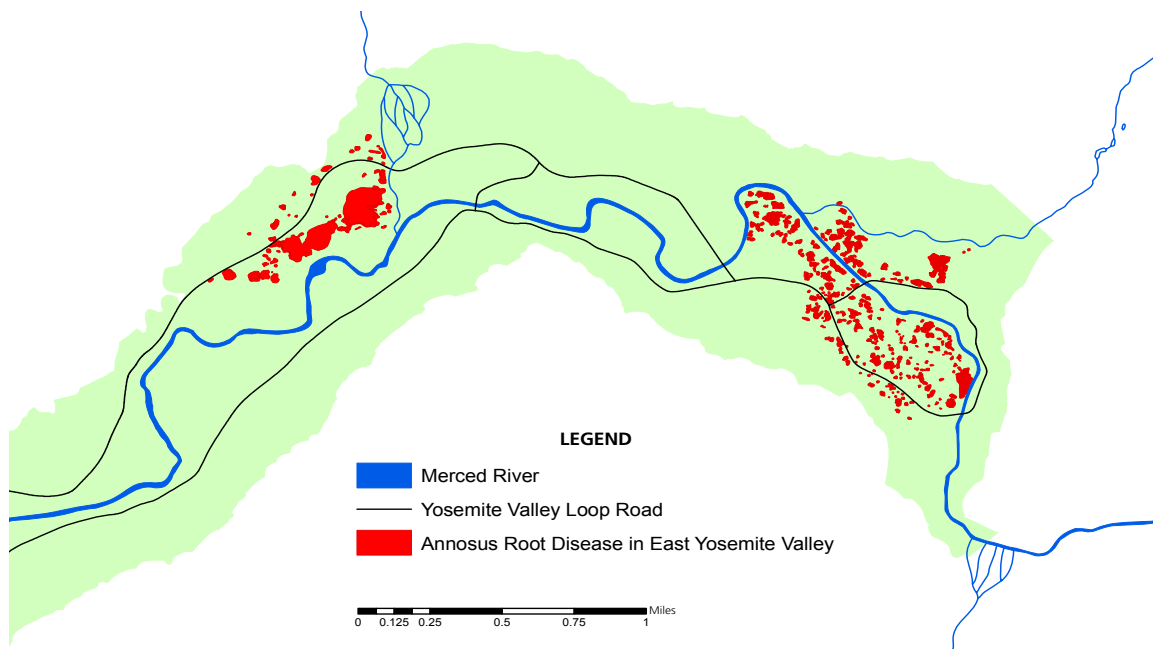 LEGEND
Merced River
Yosemite Valley Loop Road
Annosus Root Disease in East Yosemite Valley
Miles
0 0.125 0.25 0.5 0.75 1